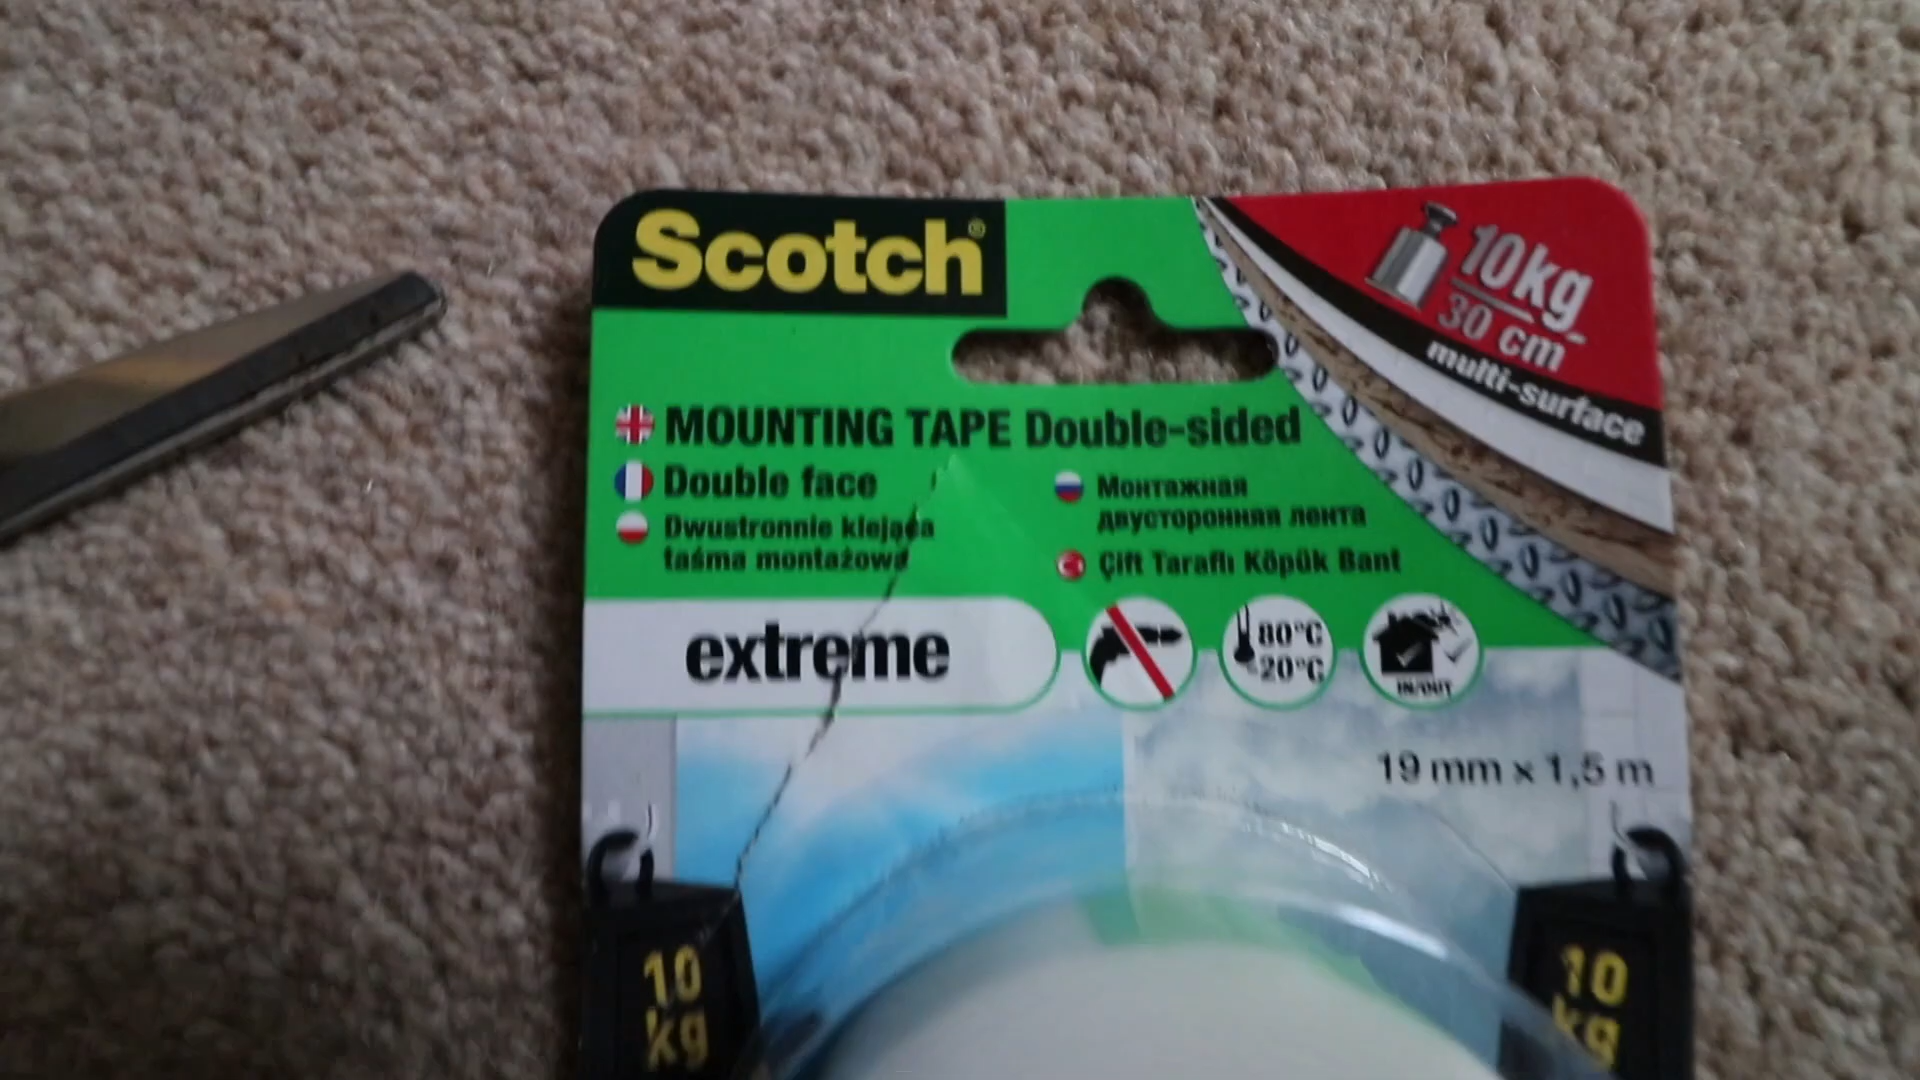 Scotch®
10kg
30 cm
multi-surface
MOUNTING TAPE Double-sided
Double face
Dwustronnie klejąca
taśma montażowa
Монтажная
двусторонняя лента
Çift Taraflı Köpük Bant
extreme
80°C
-20°C
IN/OUT
19 mm x 1,5 m
10
kg
10
kg